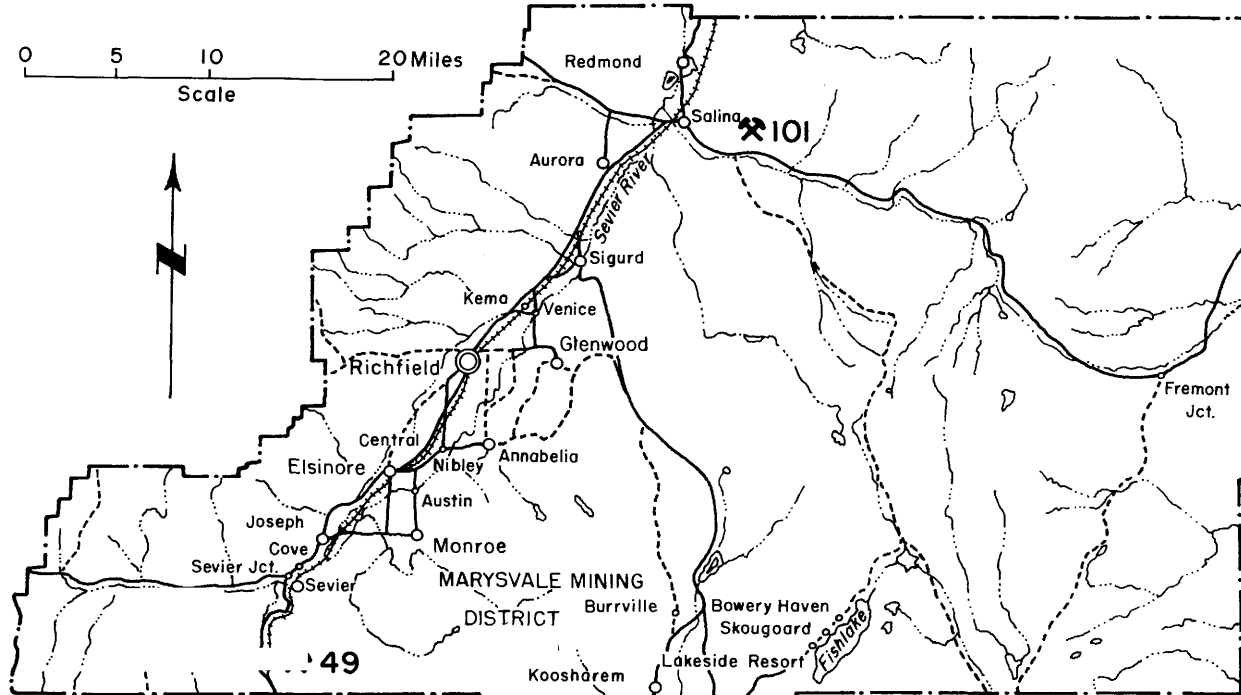 0 5 10 20 Miles
Scale
Redmond
Salina
101
Aurora
Sevier River
Sigurd
Kema
Venice
Glenwood
Richfield
Fremont
Jct.
Central
Elsinore
Nibley
Annabelia
Austin
Joseph
Cove
Monroe
Sevier Jct.
Sevier
MARYSVALE MINING
DISTRICT
Burrville
Bowery Haven
Skougoard
Lakeside Resort
Fishlake
Koosharem
49